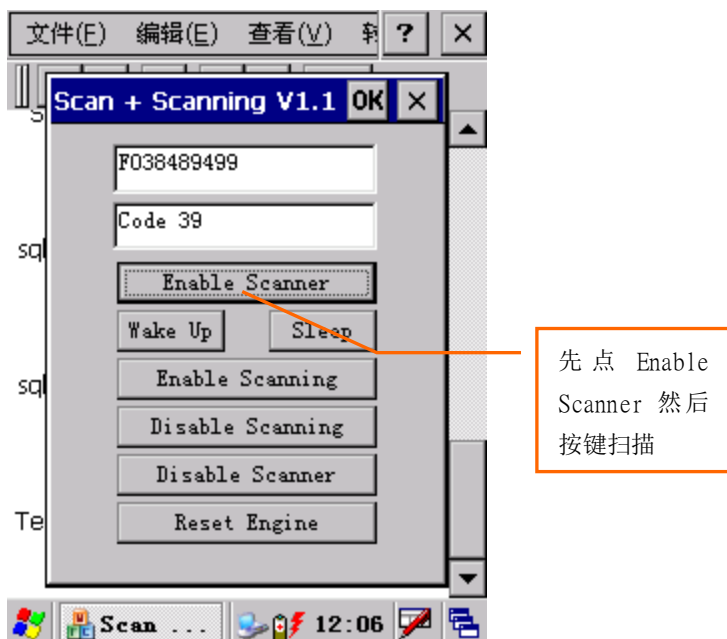 文件(F) 编辑(E) 查看(V) ? ×
Scan + Scanning V1.1 OK ×
F038489499
Code 39
sql
Enable Scanner
Wake Up Sleep
Enable Scanning
sql
Disable Scanning
Disable Scanner
Te Reset Engine
先点 Enable
Scanner 然后
按键扫描
Scan ... 12:06